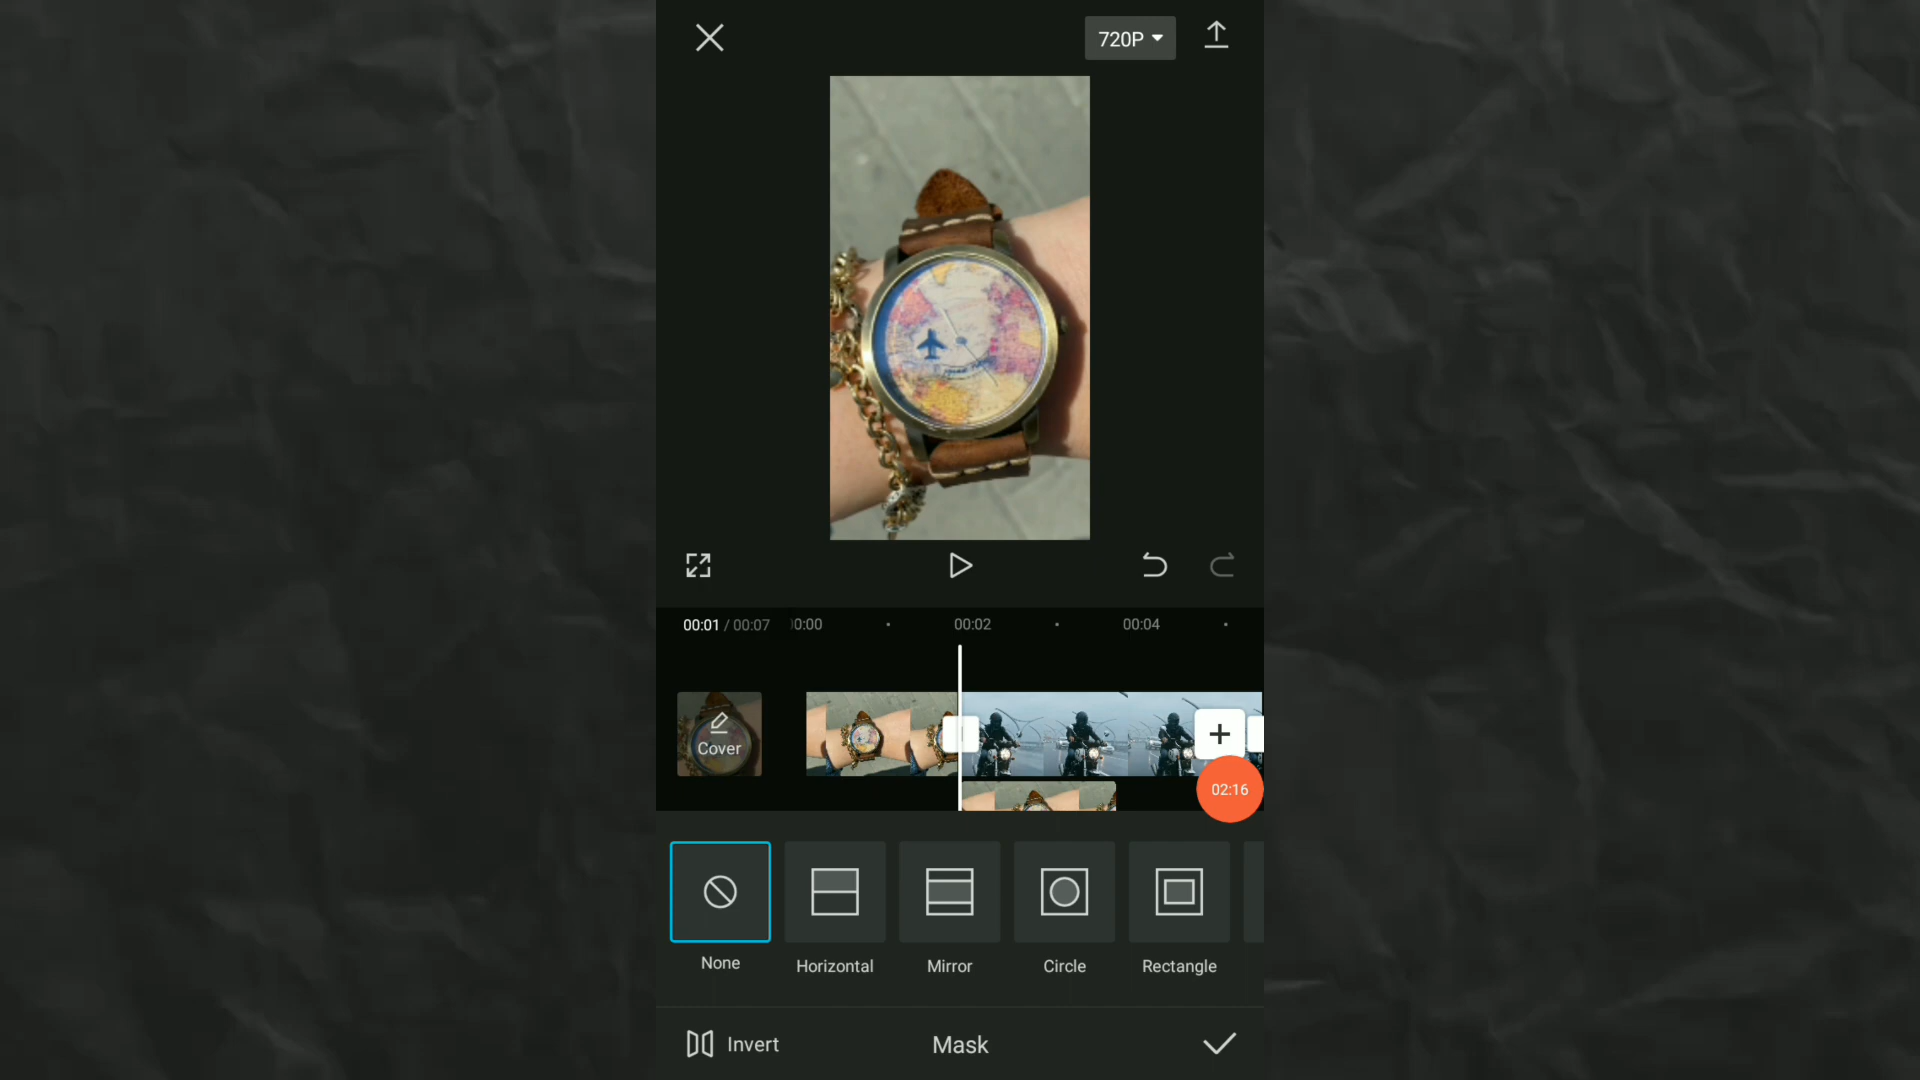 720P
00:01 / 00:07
0:00
00:02
00:04
Cover
02:16
None
Horizontal
Mirror
Circle
Rectangle
Invert
Mask